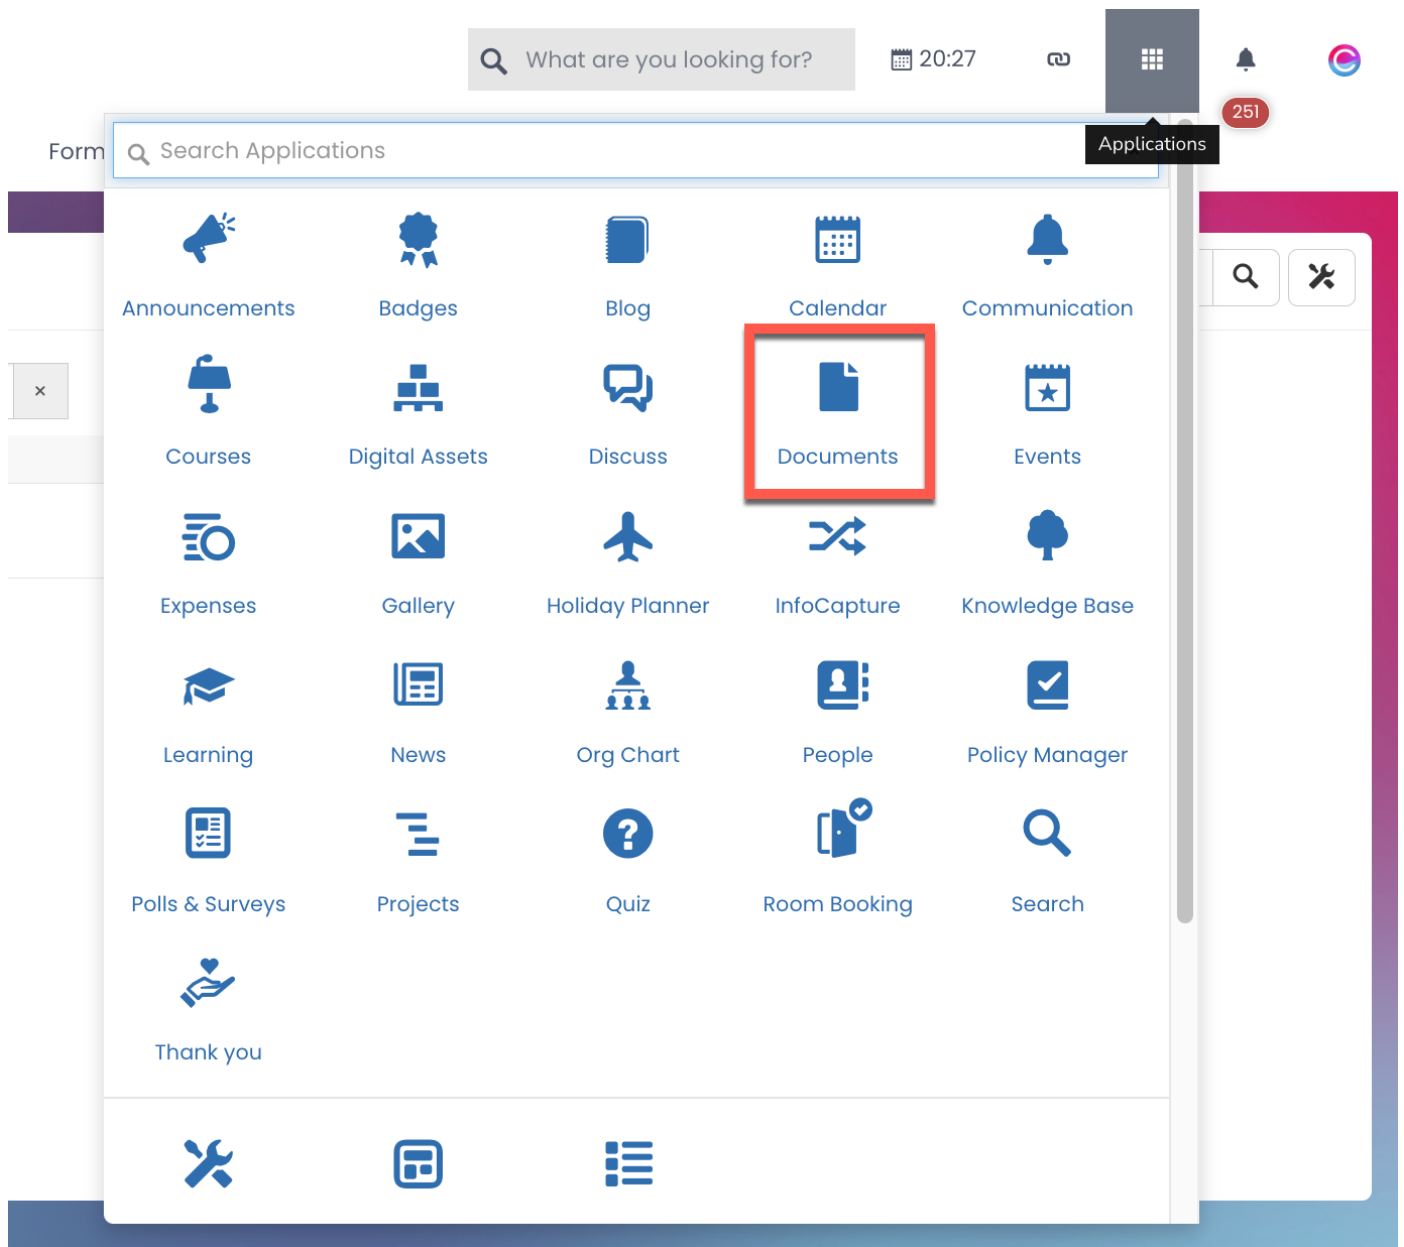 What are you looking for?
20:27
251
Form
Search Applications
Applications
Announcements
Badges
Blog
Calendar
Communication
Courses
Digital Assets
Discuss
Documents
Events
Expenses
Gallery
Holiday Planner
InfoCapture
Knowledge Base
Learning
News
Org Chart
People
Policy Manager
Polls & Surveys
Projects
Quiz
Room Booking
Search
Thank you